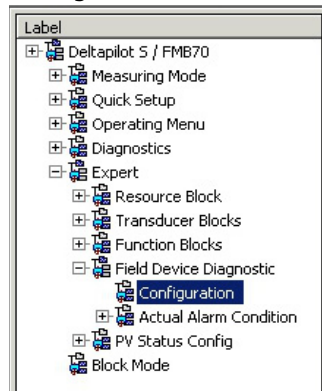 Label
Deltapilot S / FMB70
Measuring Mode
Quick Setup
Operating Menu
Diagnostics
Expert
Resource Block
Transducer Blocks
Function Blocks
Field Device Diagnostic
Configuration
Actual Alarm Condition
PV Status Config
Block Mode